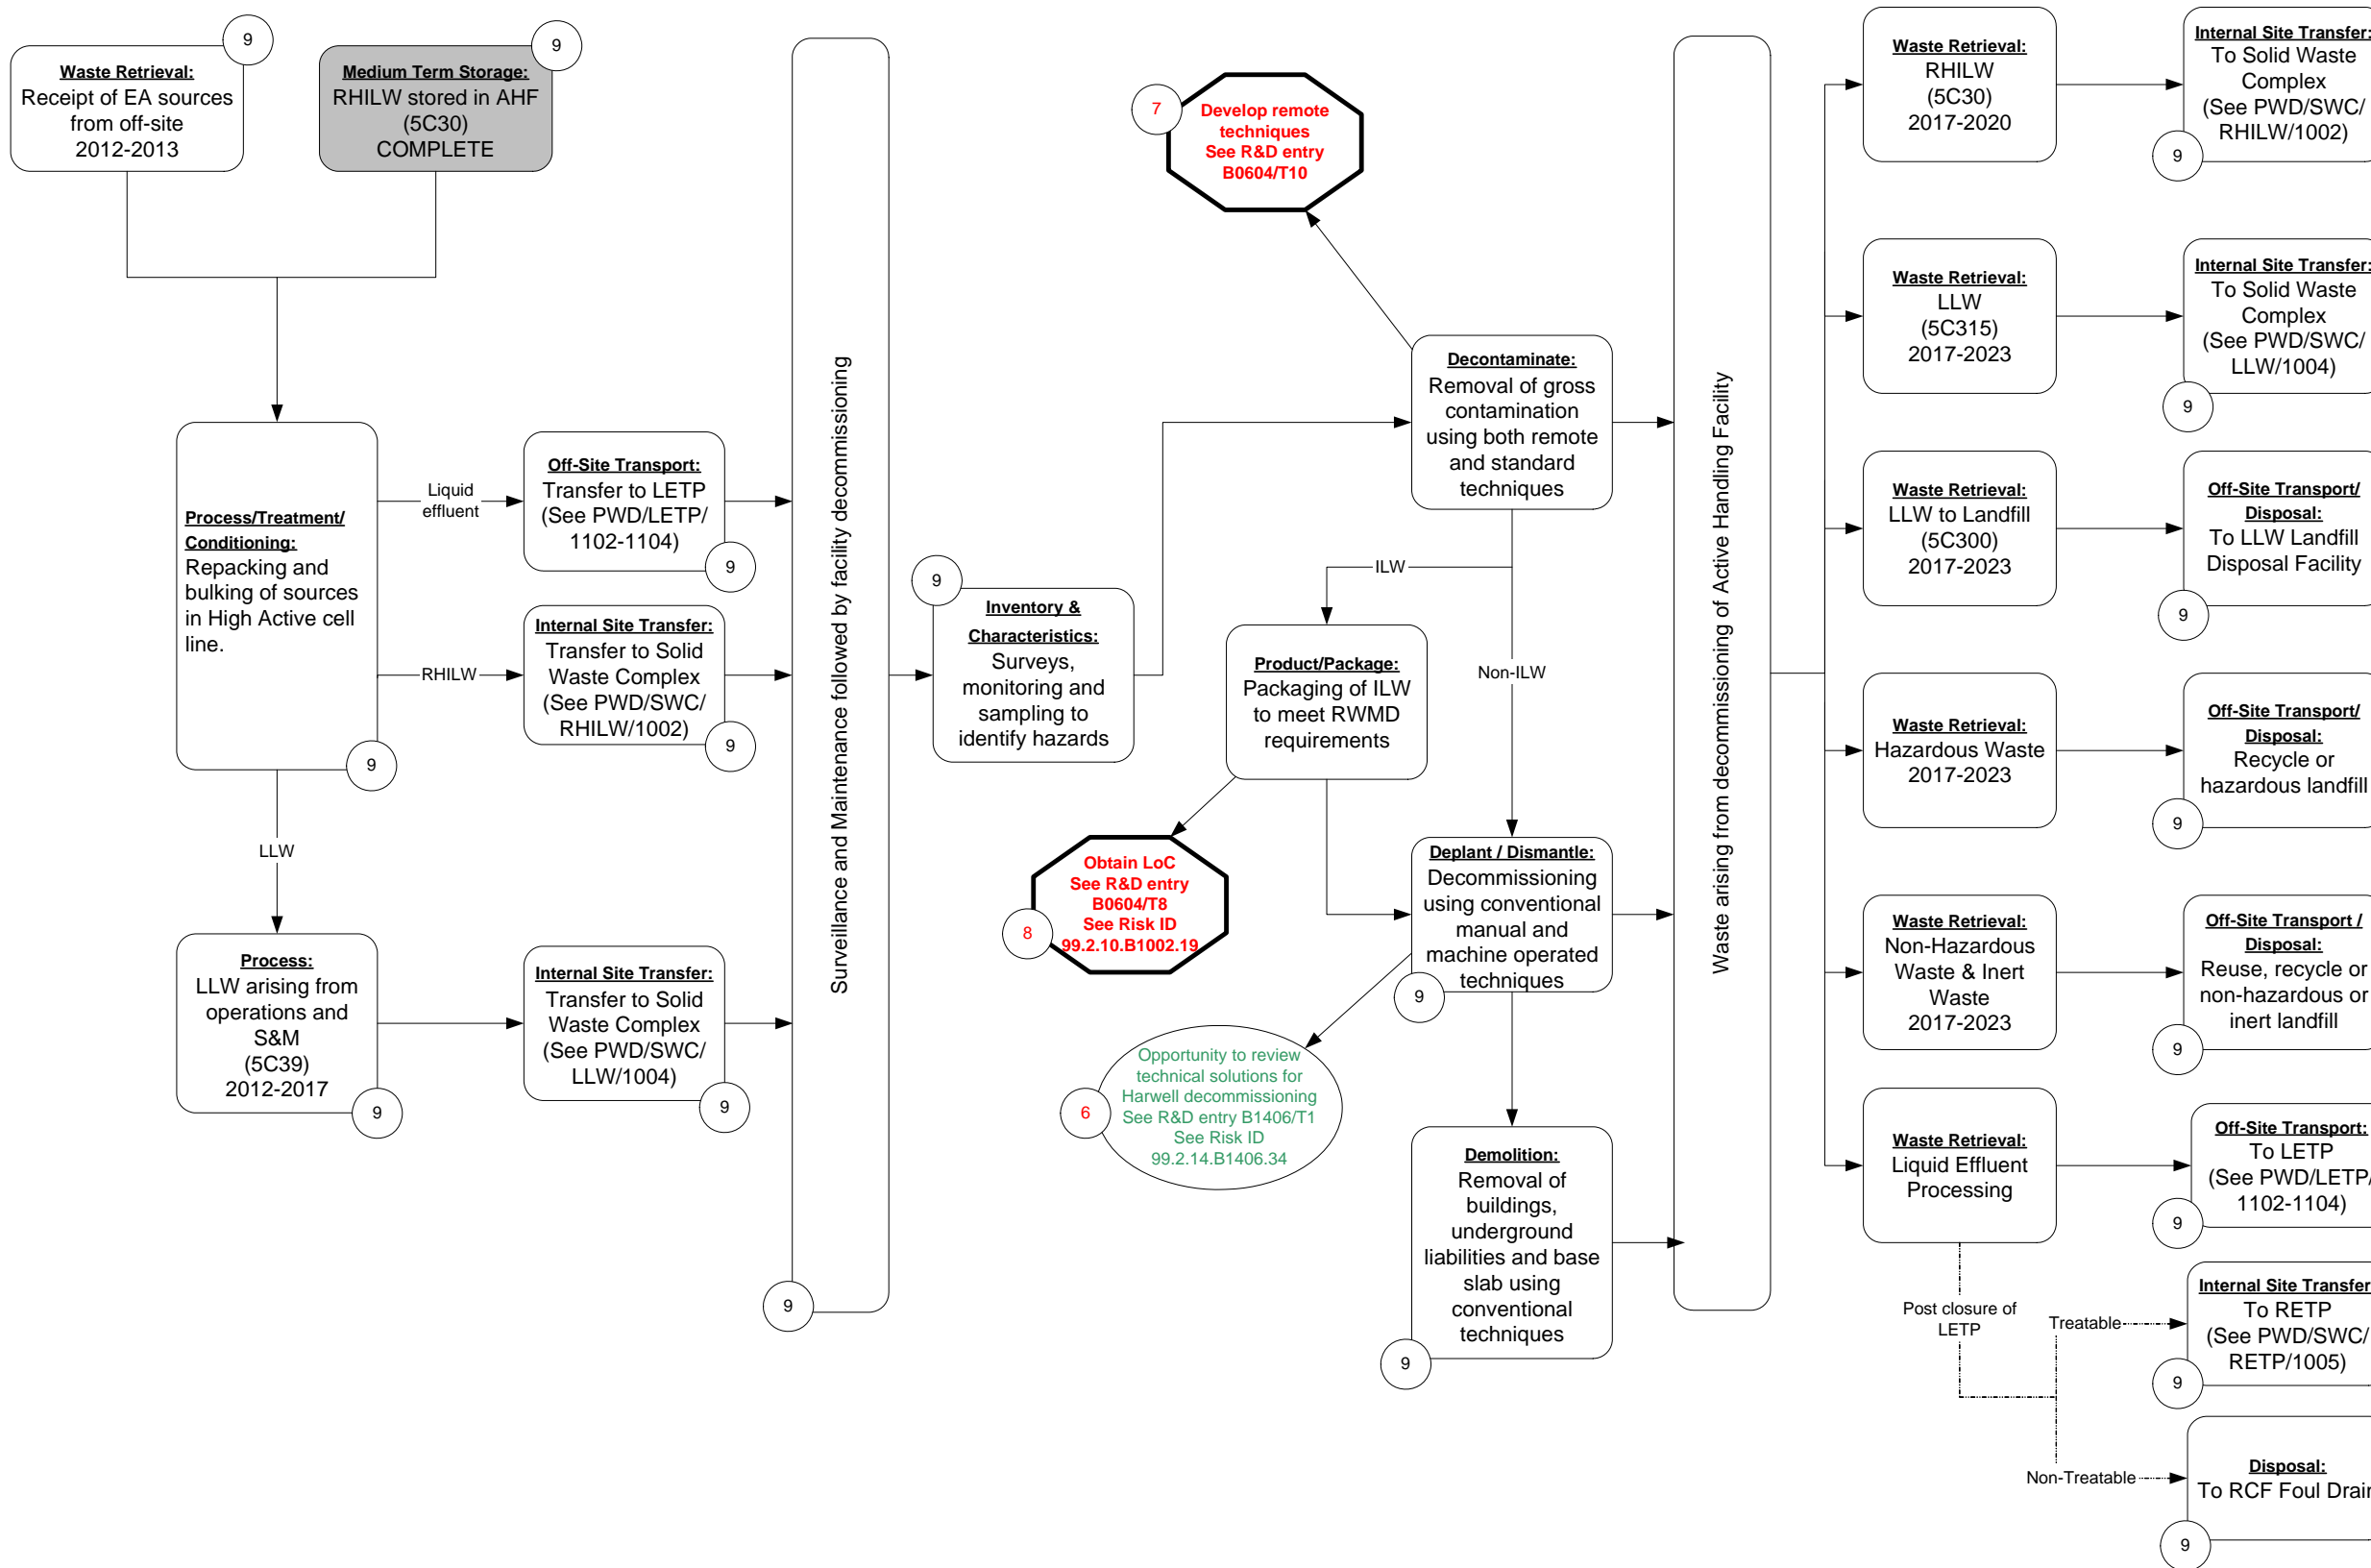 9
Waste Retrieval:
Receipt of EA sources
from off-site
2012-2013
9
Medium Term Storage:
RHILW stored in AHF
(5C30)
COMPLETE
Process/Treatment/
Conditioning:
Repacking and
bulking of sources
in High Active cell
line.
9
Liquid
effluent
RHILW
LLW
Off-Site Transport:
Transfer to LETP
(See PWD/LETP/
1102-1104)
9
Internal Site Transfer:
Transfer to Solid
Waste Complex
(See PWD/SWC/
RHILW/1002)
9
Process:
LLW arising from
operations and
S&M
(5C39)
2012-2017
9
Internal Site Transfer:
Transfer to Solid
Waste Complex
(See PWD/SWC/
LLW/1004)
9
Surveillance and Maintenance followed by facility decommissioning
9
9
Inventory &
Characteristics:
Surveys,
monitoring and
sampling to
identify hazards
7
Develop remote
techniques
See R&D entry
B0604/T10
Decontaminate:
Removal of gross
contamination
using both remote
and standard
techniques
ILW
Non-ILW
Product/Package:
Packaging of ILW
to meet RWMD
requirements
8
Obtain LoC
See R&D entry
B0604/T8
See Risk ID
99.2.10.B1002.19
Deplant / Dismantle:
Decommissioning
using conventional
manual and
machine operated
techniques
9
6
Opportunity to review
technical solutions for
Harwell decommissioning
See R&D entry B1406/T1
See Risk ID
99.2.14.B1406.34
Demolition:
Removal of
buildings,
underground
liabilities and base
slab using
conventional
techniques
9
Waste arising from decommissioning of Active Handling Facility
Waste Retrieval:
RHILW
(5C30)
2017-2020
Internal Site Transfer:
To Solid Waste
Complex
(See PWD/SWC/
RHILW/1002)
9
Waste Retrieval:
LLW
(5C315)
2017-2023
Internal Site Transfer:
To Solid Waste
Complex
(See PWD/SWC/
LLW/1004)
9
Waste Retrieval:
LLW to Landfill
(5C300)
2017-2023
Off-Site Transport/
Disposal:
To LLW Landfill
Disposal Facility
9
Waste Retrieval:
Hazardous Waste
2017-2023
Off-Site Transport/
Disposal:
Recycle or
hazardous landfill
9
Waste Retrieval:
Non-Hazardous
Waste & Inert
Waste
2017-2023
Off-Site Transport /
Disposal:
Reuse, recycle or
non-hazardous or
inert landfill
9
Waste Retrieval:
Liquid Effluent
Processing
Off-Site Transport:
To LETP
(See PWD/LETP/
1102-1104)
9
Post closure of
LETP
Treatable
Internal Site Transfer
To RETP
(See PWD/SWC/
RETP/1005)
9
Non-Treatable
Disposal:
To RCF Foul Drain
9